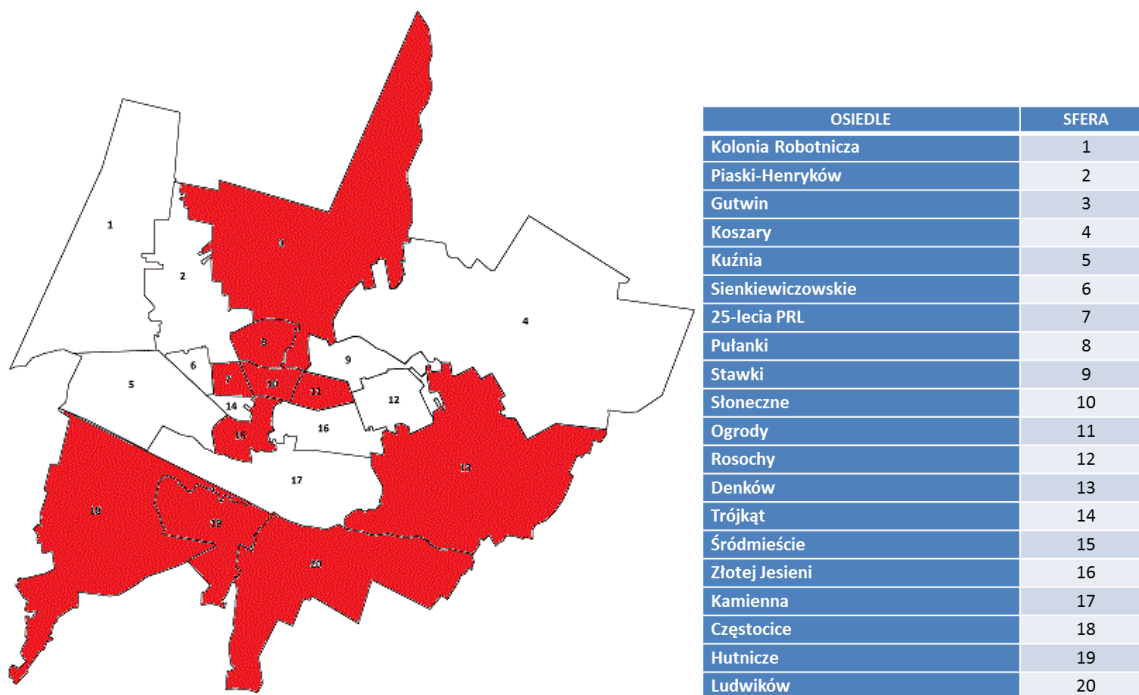 OSIEDLE SFERA
Kolonia Robotnicza 1
Piaski-Henryków 2
Gutwin 3
Koszary 4
Kuźnia 5
Sienkiewiczowskie 6
25-lecia PRL 7
Pułanki 8
Stawki 9
Słoneczne 10
Ogrody 11
Rosochy 12
Denków 13
Trójkąt 14
Śródmieście 15
Złotej Jesieni 16
Kamienna 17
Częstocice 18
Hutnicze 19
Ludwików 20
1
2
3
4
5
6
7
8
9
10
11
12
13
14
15
16
17
18
19
20